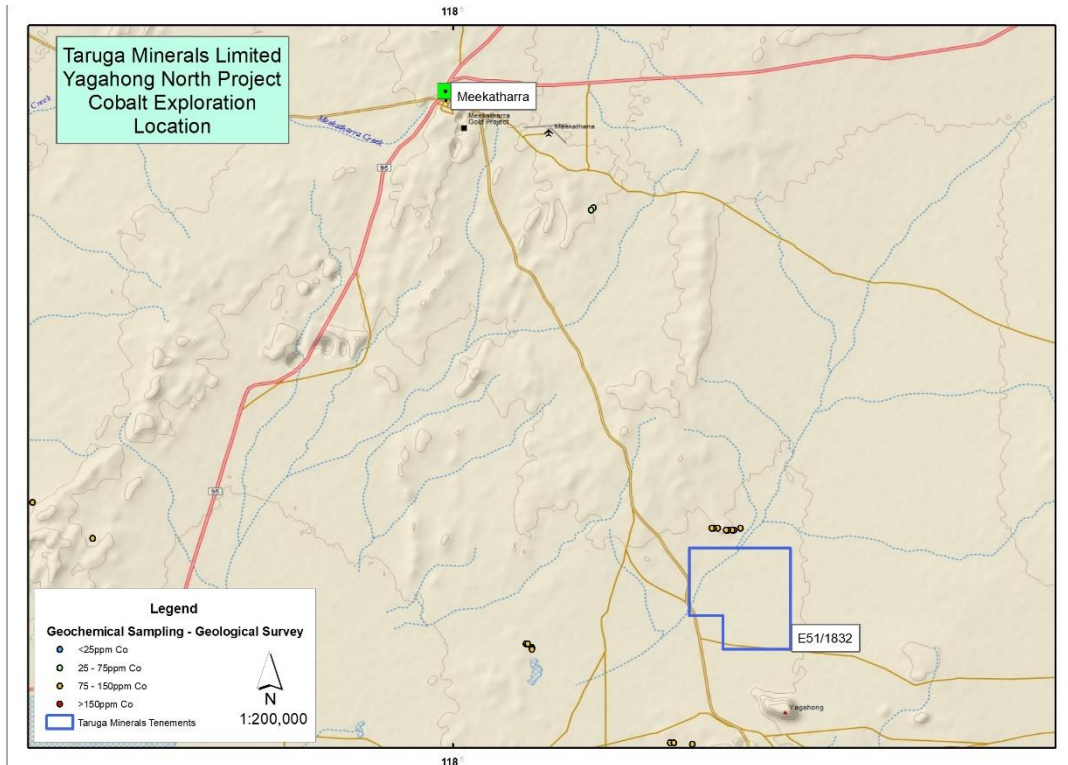 118°
Taruga Minerals Limited
Yagahong North Project
Cobalt Exploration
Location
Creek
Meekatharra Creek
Meekatharra
Meekatharra
Gold Project
Meekatharra
95
95
E51/1832
Yagahong
Legend
Geochemical Sampling - Geological Survey
<25ppm Co
25 - 75ppm Co
75 - 150ppm Co
>150ppm Co
Taruga Minerals Tenements
N
1:200,000
118°